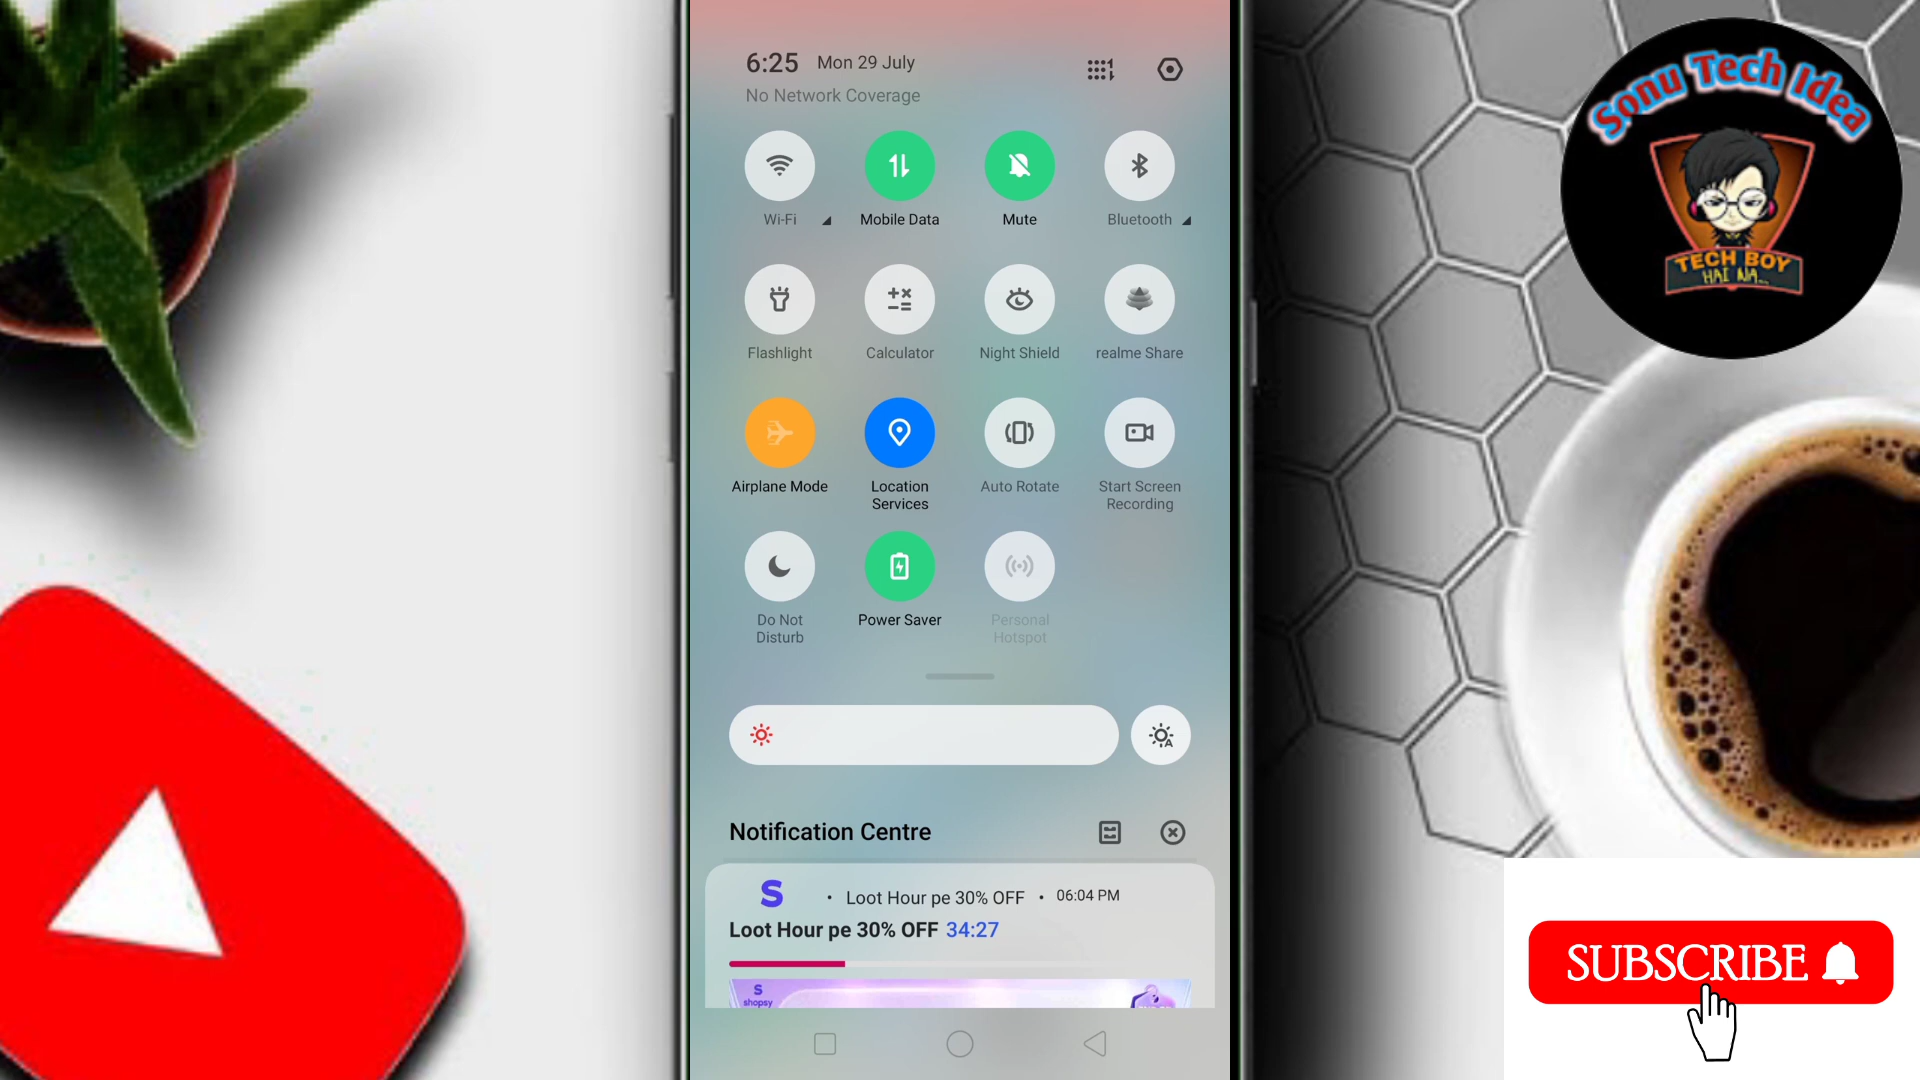 6:25 Mon 29 July
No Network Coverage
Wi-Fi Mobile Data Mute Bluetooth
Flashlight Calculator Night Shield realme Share
Airplane Mode Location Services Auto Rotate Start Screen Recording
Do Not Disturb Power Saver Personal Hotspot
Notification Centre
S • Loot Hour pe 30% OFF • 06:04 PM
Loot Hour pe 30% OFF 34:27
S
shopsy
Sonu Tech Idea
TECH BOY
HAI NA..
SUBSCRIBE